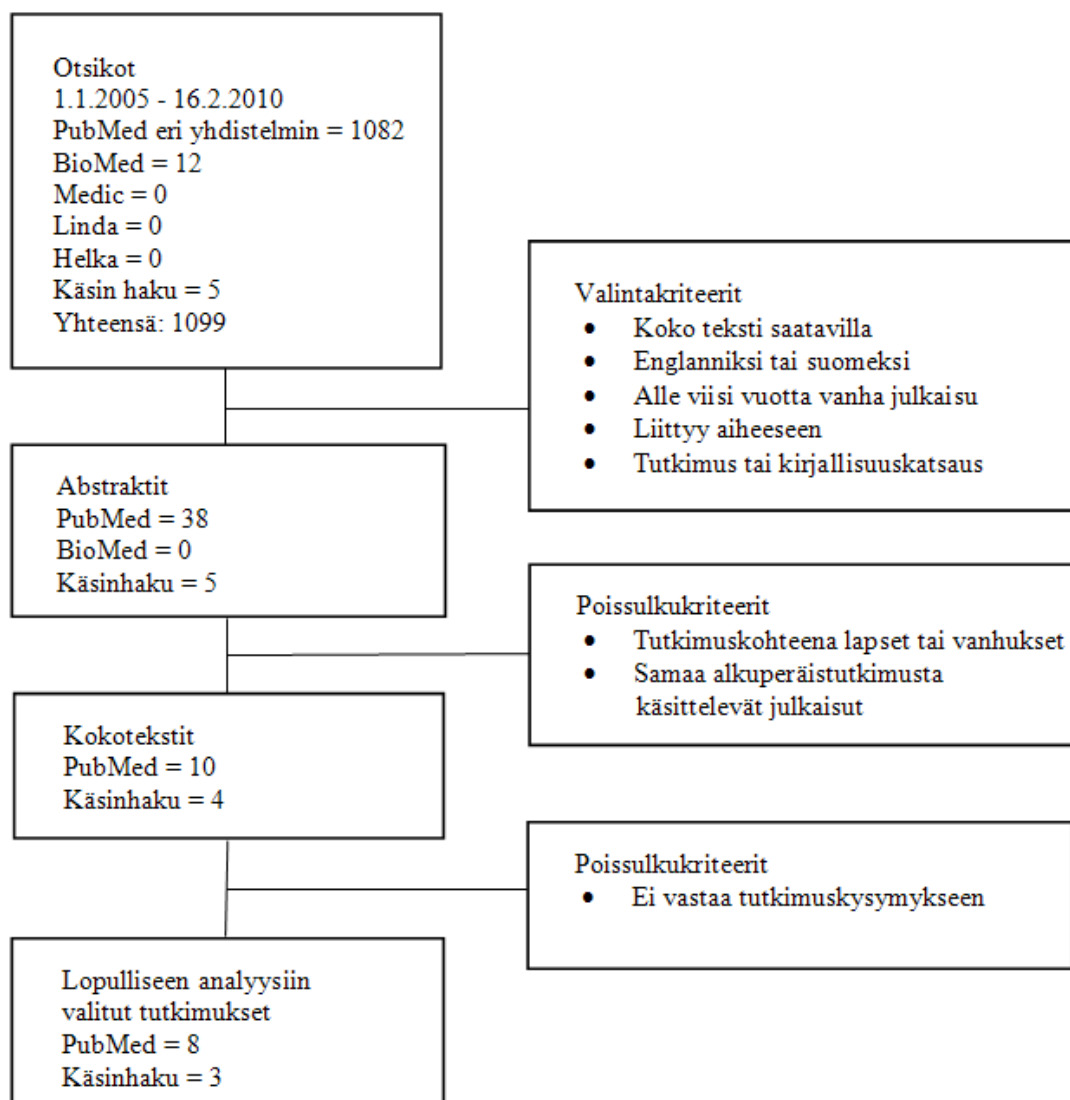 Otsikot
1.1.2005 - 16.2.2010
PubMed eri yhdistelmin = 1082
BioMed = 12
Medic = 0
Linda = 0
Helka = 0
Käsin haku = 5
Yhteensä: 1099
Valintakriteerit
• Koko teksti saatavilla
• Englanniksi tai suomeksi
• Alle viisi vuotta vanha julkaisu
• Liittyy aiheeseen
• Tutkimus tai kirjallisuuskatsaus
Abstraktit
PubMed = 38
BioMed = 0
Käsinhaku = 5
Poissulkukriteerit
• Tutkimuskohteena lapset tai vanhukset
• Samaa alkuperäistutkimusta
käsittelevät julkaisut
Kokotekstit
PubMed = 10
Käsinhaku = 4
Poissulkukriteerit
• Ei vastaa tutkimuskysymykseen
Lopulliseen analyysiin
valitut tutkimukset
PubMed = 8
Käsinhaku = 3